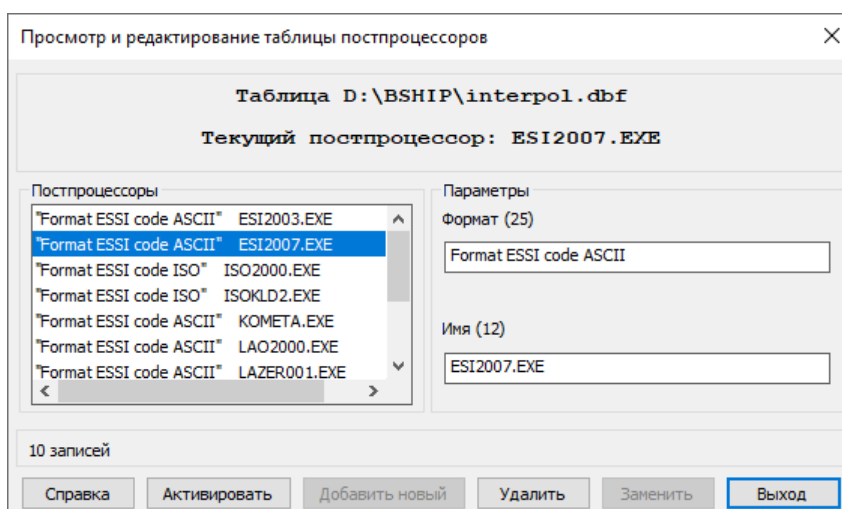 Просмотр и редактирование таблицы постпроцессоров
Таблица D:\BSHIP\interpol.dbf
Текущий постпроцессор: ESI2007.EXE
Постпроцессоры
"Format ESSI code ASCII" ESI2003.EXE
"Format ESSI code ASCII" ESI2007.EXE
"Format ESSI code ISO" ISO2000.EXE
"Format ESSI code ISO" ISOKLD2.EXE
"Format ESSI code ASCII" KOMETA.EXE
"Format ESSI code ASCII" LAO2000.EXE
"Format ESSI code ASCII" LAZER001.EXE
Параметры
Формат (25)
Format ESSI code ASCII
Имя (12)
ESI2007.EXE
10 записей
Справка Активировать Добавить новый Удалить Заменить Выход